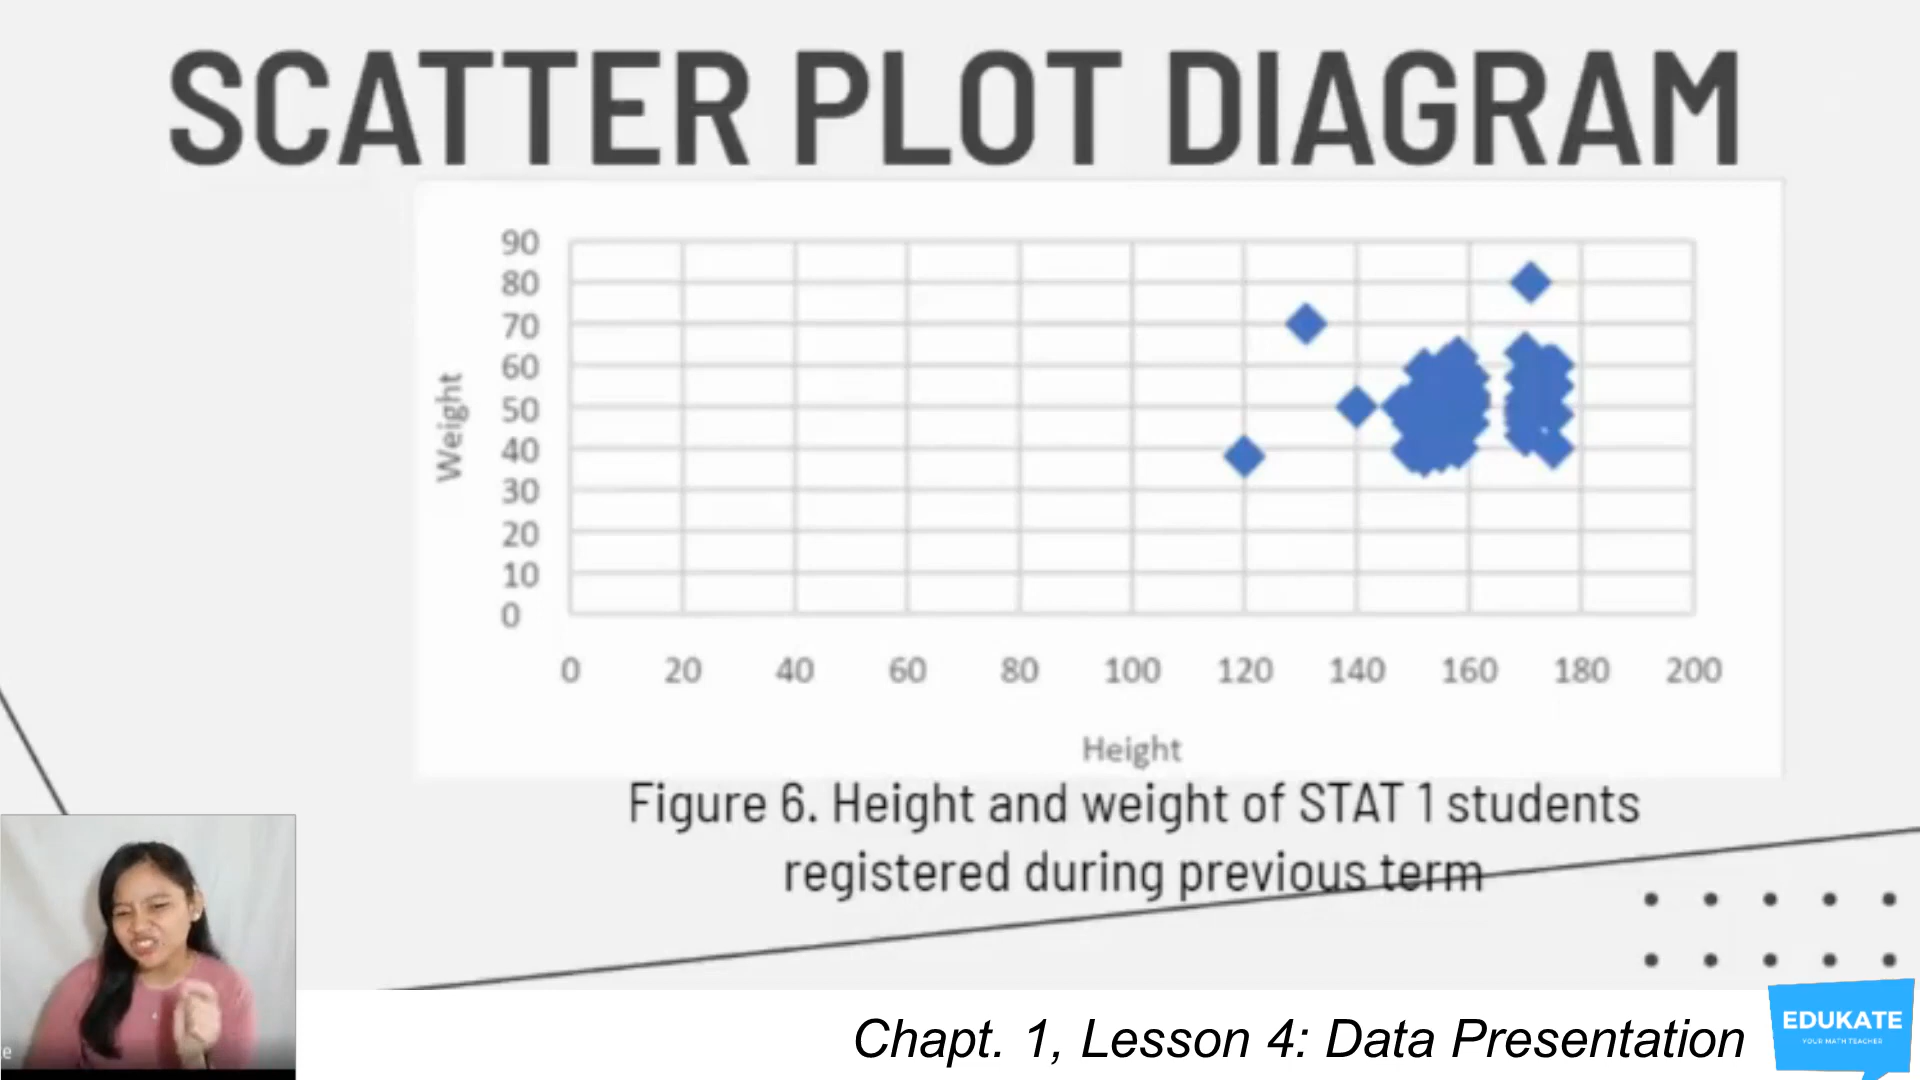 SCATTER PLOT DIAGRAM
90
80
70
60
50
40
30
20
10
0
Weight
0 20 40 60 80 100 120 140 160 180 200
Height
Figure 6. Height and weight of STAT 1 students
registered during previous term
e
Chapt. 1, Lesson 4: Data Presentation
EDUKATE
YOUR MATH TEACHER